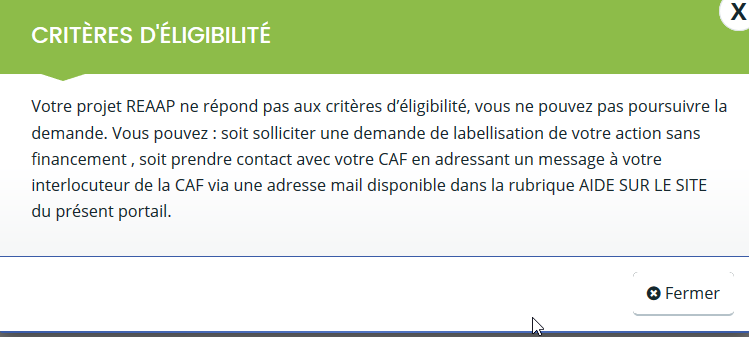 X
CRITÈRES D'ÉLIGIBILITÉ
Votre projet REAAP ne répond pas aux critères d’éligibilité, vous ne pouvez pas poursuivre la
demande. Vous pouvez : soit solliciter une demande de labellisation de votre action sans
financement , soit prendre contact avec votre CAF en adressant un message à votre
interlocuteur de la CAF via une adresse mail disponible dans la rubrique AIDE SUR LE SITE
du présent portail.
Fermer